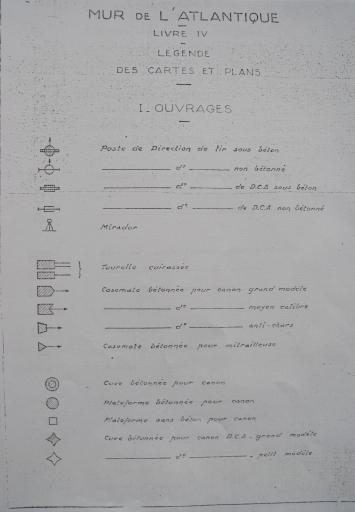 MUR DE L'ATLANTIQUE
LIVRE IV
LEGENDE
DES CARTES ET PLANS
I. OUVRAGES
Poste de Direction de tir sous béton
d° non bétonné
d° de D.C.A sous béton
d° de D.C.A non bétonné
Mirador
Tourelle cuirassée
Casemate bétonnée pour canon grand modèle
d° moyen calibre
d° anti-chars
Casemate bétonnée pour mitrailleuse
Cuve bétonnée pour canon
Plateforme bétonnée pour canon
Plateforme sans béton pour canon
Cuve bétonnée pour canon D.C.A. grand modèle
d° petit modèle